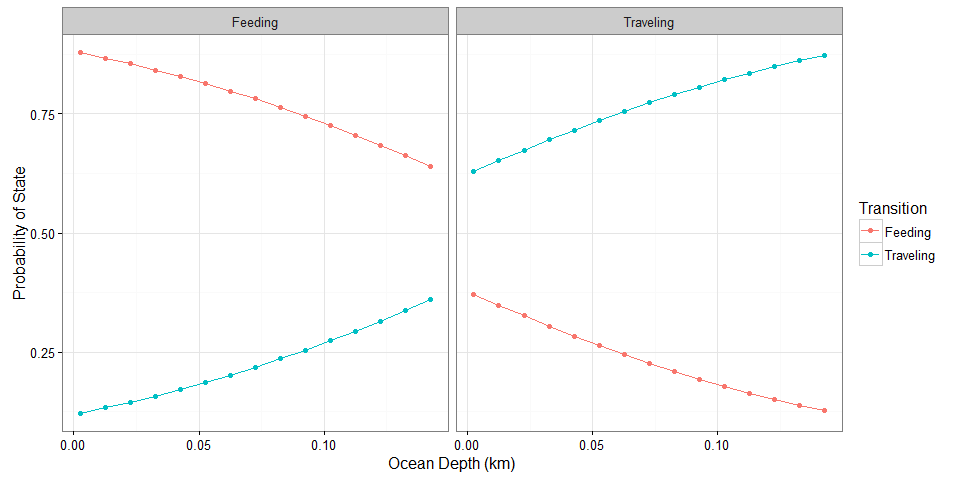 Feeding
Traveling
0.75
0.50
0.25
Probability of State
0.00
0.05
0.10
0.00
0.05
0.10
Ocean Depth (km)
Transition
Feeding
Traveling